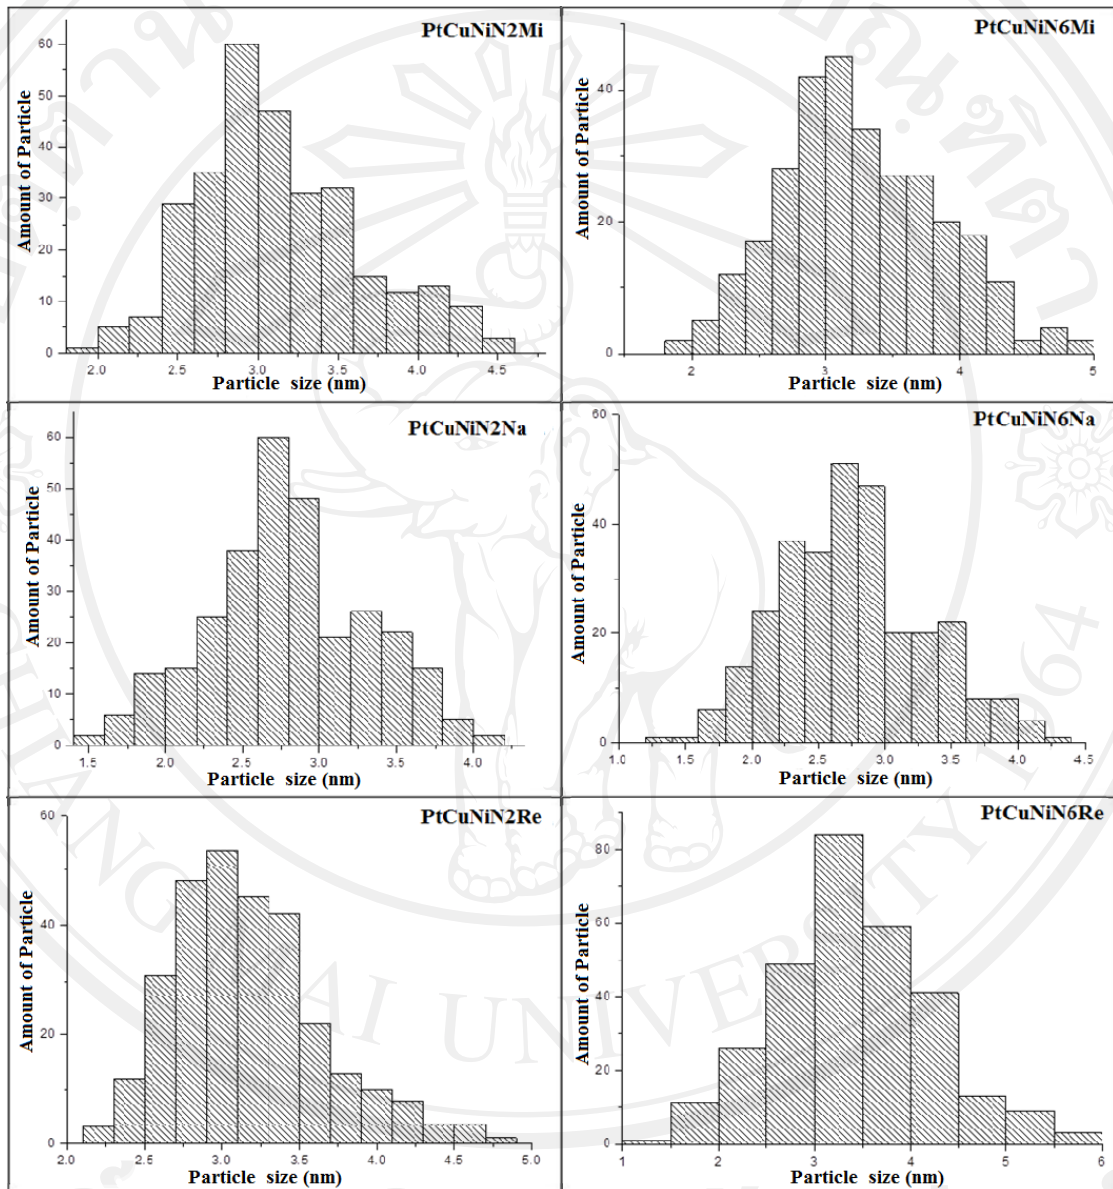 PtCuNiN2Mi
Amount of Particle
60
50
40
30
20
10
0
2.0 2.5 3.0 3.5 4.0 4.5
Particle size (nm)
PtCuNiN6Mi
Amount of Particle
40
20
0
2 3 4 5
Particle size (nm)
PtCuNiN2Na
Amount of Particle
60
50
40
30
20
10
0
1.5 2.0 2.5 3.0 3.5 4.0
Particle size (nm)
PtCuNiN6Na
Amount of Particle
60
40
20
0
1.0 1.5 2.0 2.5 3.0 3.5 4.0 4.5
Particle size (nm)
PtCuNiN2Re
Amount of Particle
60
40
20
0
2.0 2.5 3.0 3.5 4.0 4.5 5.0
Particle size (nm)
PtCuNiN6Re
Amount of Particle
80
60
40
20
0
1 2 3 4 5 6
Particle size (nm)
CHIANG MAI UNIVERSITY 1964